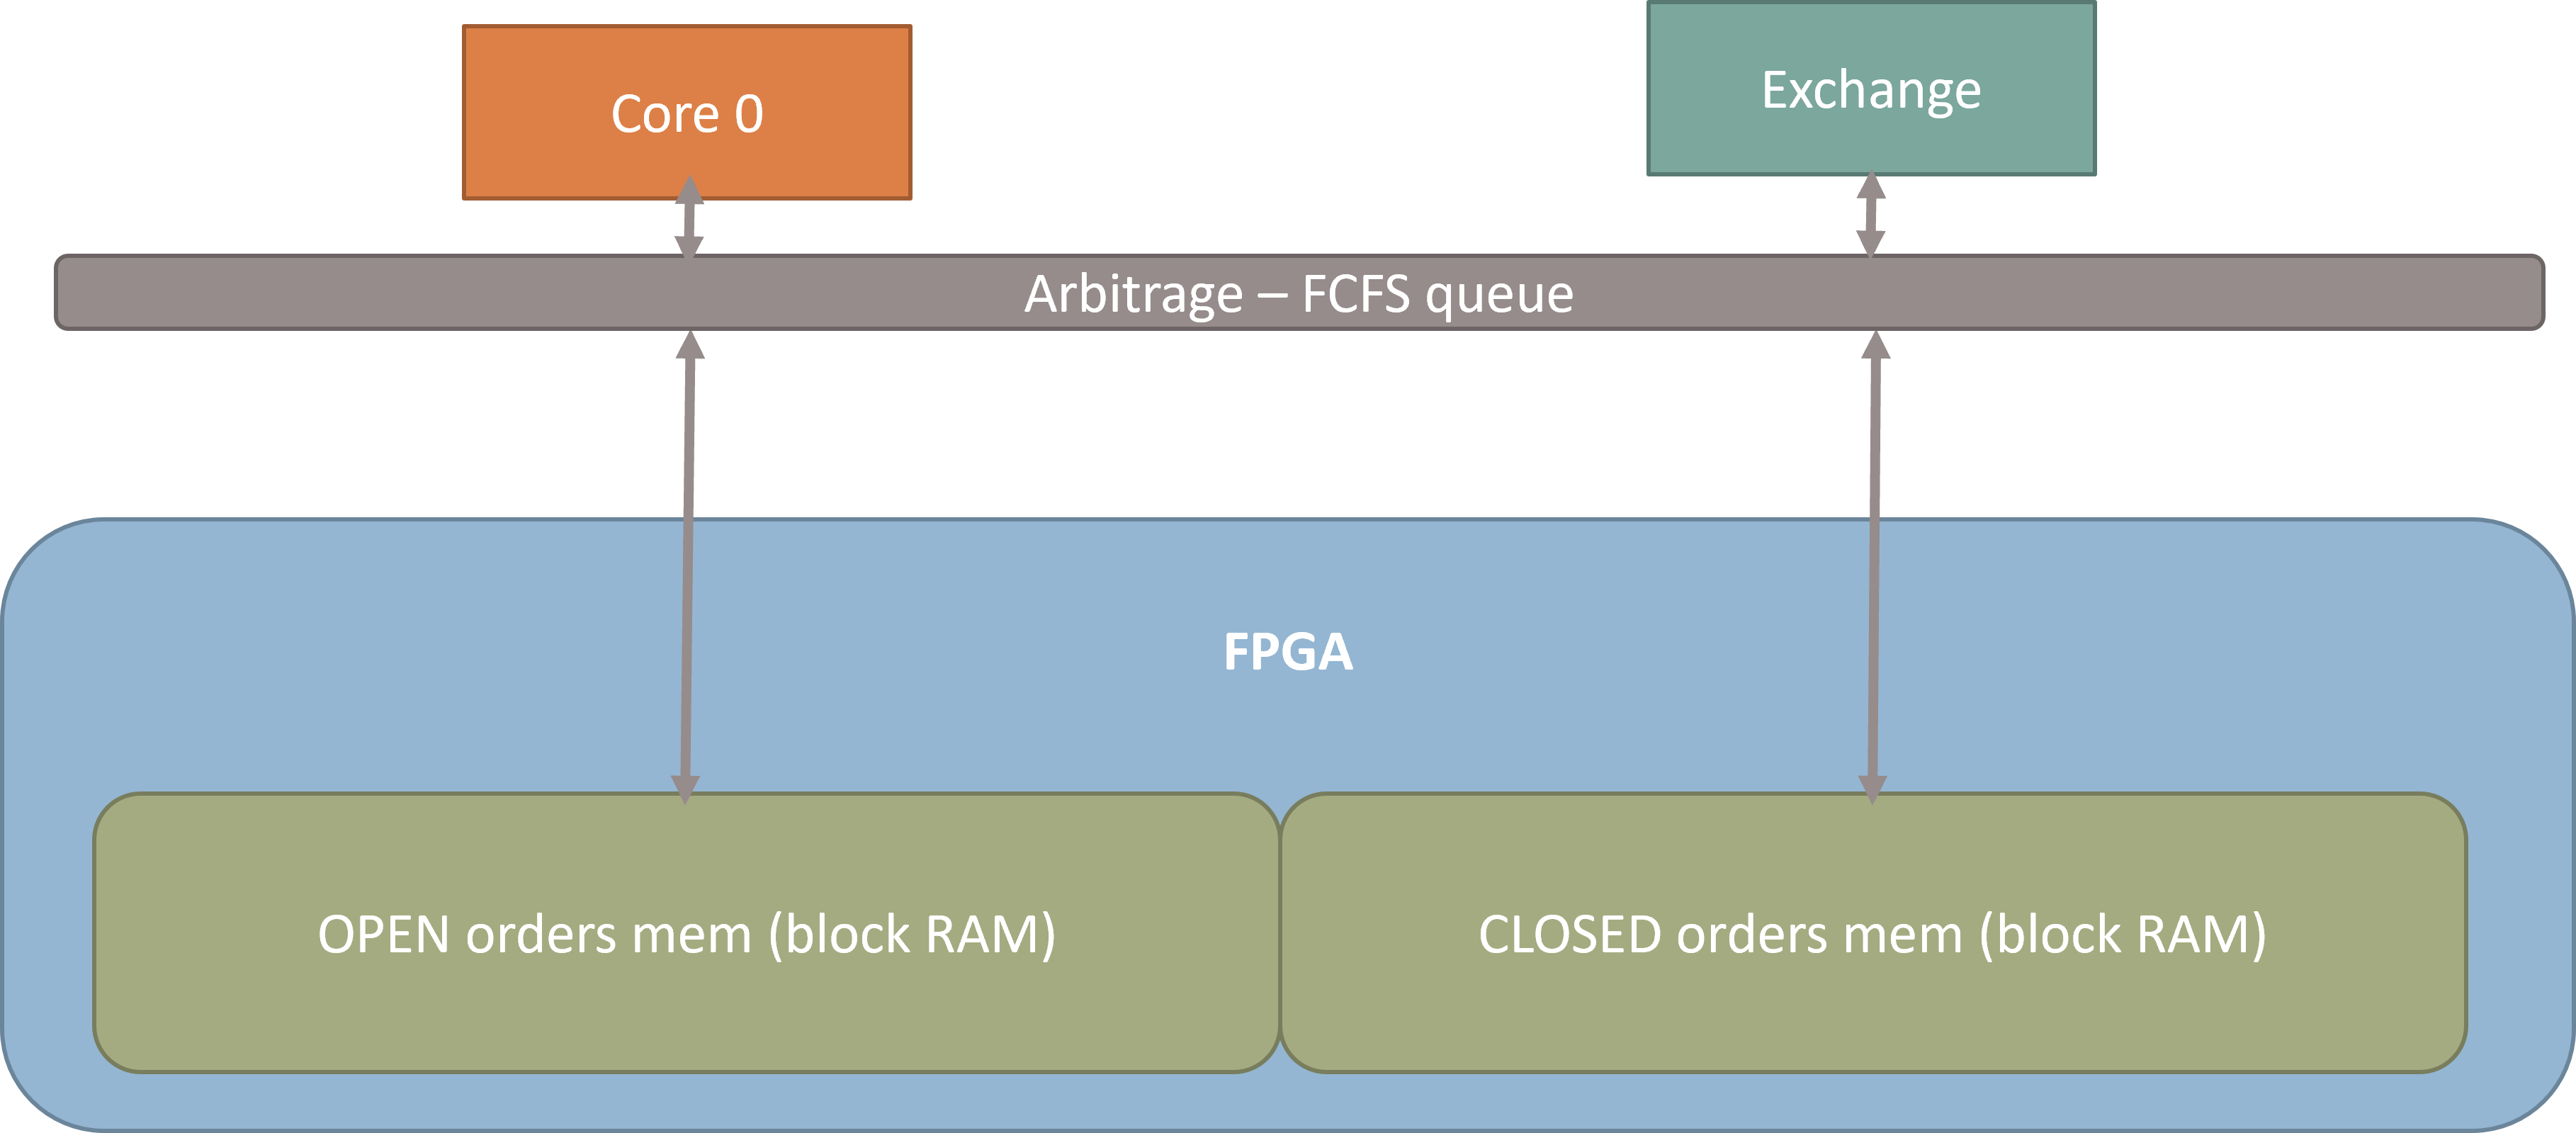 Core 0
Exchange
Arbitrage – FCFS queue
FPGA
OPEN orders mem (block RAM)
CLOSED orders mem (block RAM)